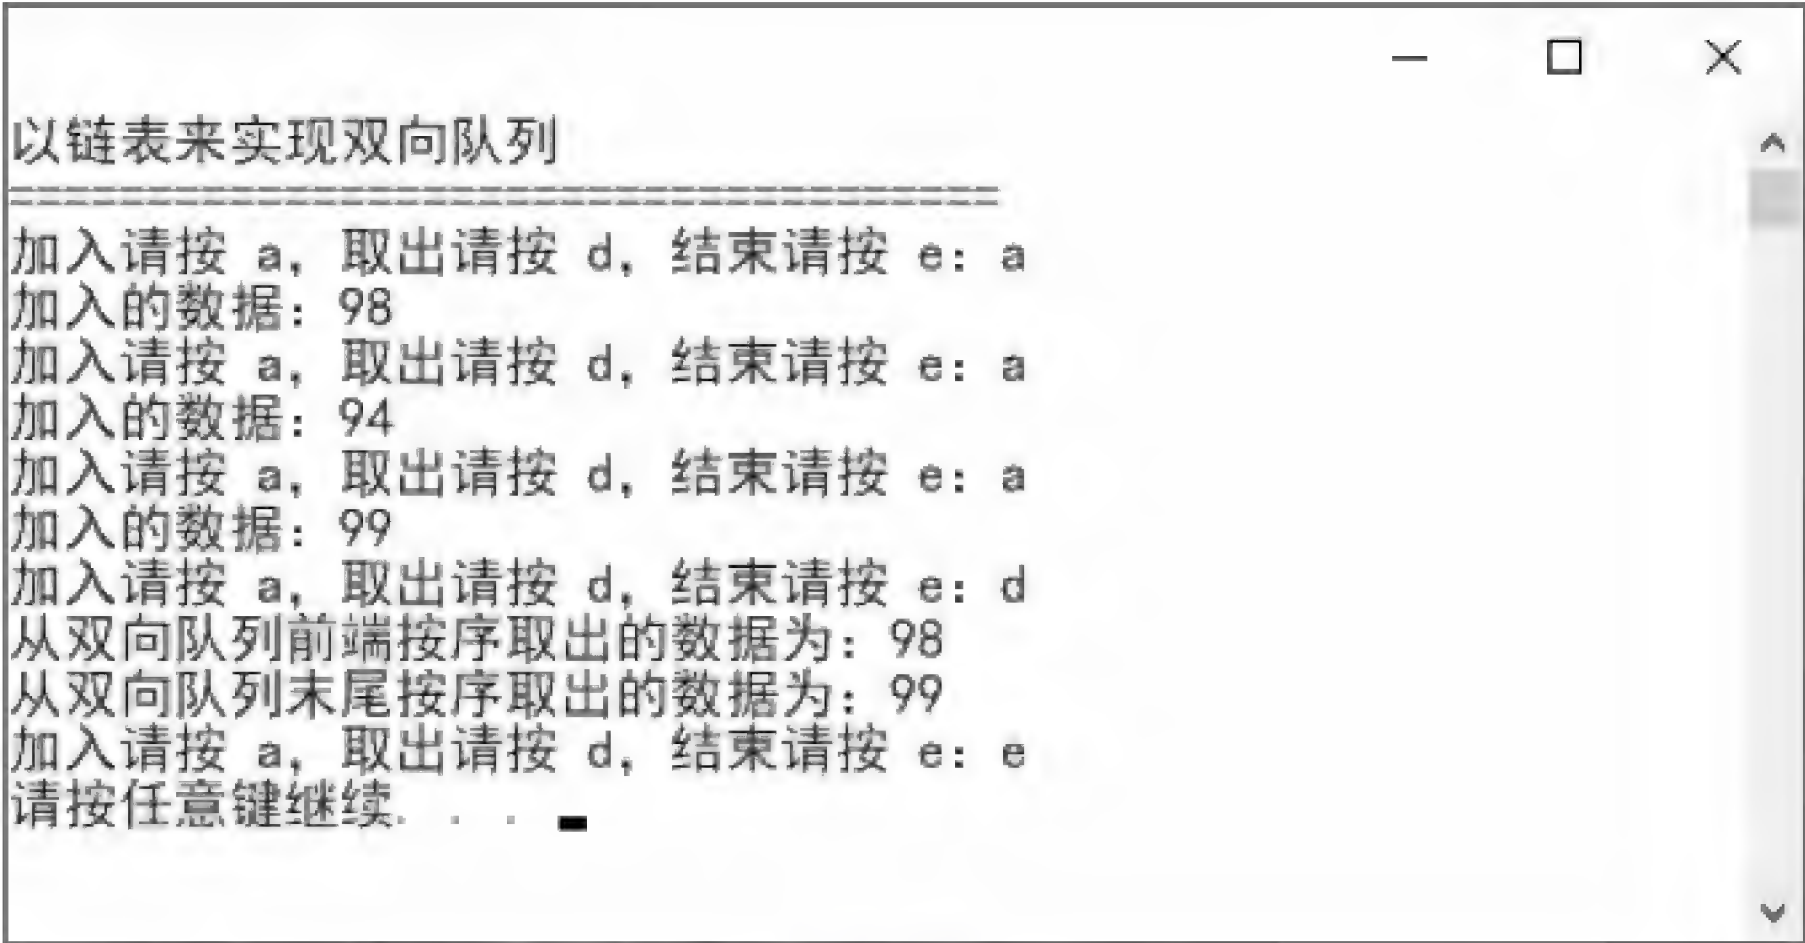 以链表来实现双向队列
====================================
加入请按 a，取出请按 d，结束请按 e：a
加入的数据：98
加入请按 a，取出请按 d，结束请按 e：a
加入的数据：94
加入请按 a，取出请按 d，结束请按 e：a
加入的数据：99
加入请按 a，取出请按 d，结束请按 e：d
从双向队列前端按序取出的数据为：98
从双向队列末尾按序取出的数据为：99
加入请按 a，取出请按 d，结束请按 e：e
请按任意键继续. . .